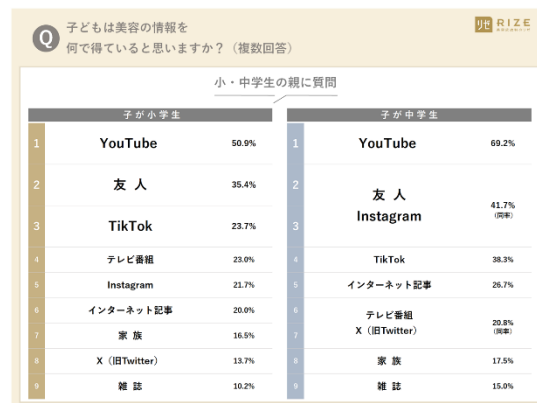 Q
子どもは美容の情報を
何で得ていると思いますか？（複数回答）
リゼ RIZE
小・中学生の親に質問
子が小学生
1 YouTube 50.9%
2 友人 35.4%
3 TikTok 23.7%
4 テレビ番組 23.0%
5 Instagram 21.7%
6 インターネット記事 20.0%
7 家族 16.5%
8 X（旧Twitter） 13.7%
9 雑誌 10.2%
子が中学生
1 YouTube 69.2%
2 友人
3 Instagram
41.7%
（同率）
4 TikTok 38.3%
5 インターネット記事 26.7%
6 テレビ番組
7 X（旧Twitter）
20.8%
（同率）
8 家族 17.5%
9 雑誌 15.0%